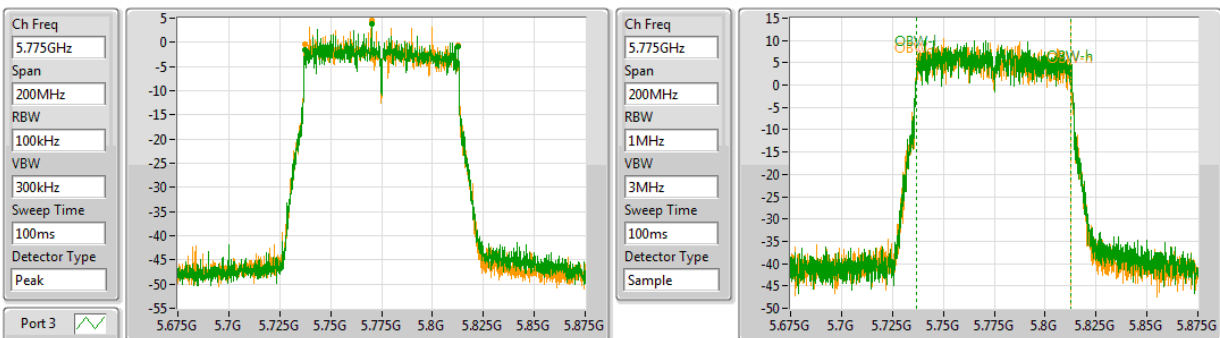 Ch Freq
5.775GHz
Span
200MHz
RBW
100kHz
VBW
300kHz
Sweep Time
100ms
Detector Type
Peak
Port 3
5
0
-5
-10
-15
-20
-25
-30
-35
-40
-45
-50
-55
5.675G 5.7G 5.725G 5.75G 5.775G 5.8G 5.825G 5.85G 5.875G
Ch Freq
5.775GHz
Span
200MHz
RBW
1MHz
VBW
3MHz
Sweep Time
100ms
Detector Type
Sample
15
10
5
0
-5
-10
-15
-20
-25
-30
-35
-40
-45
-50
OBW-h
5.675G 5.7G 5.725G 5.75G 5.775G 5.8G 5.825G 5.85G 5.875G